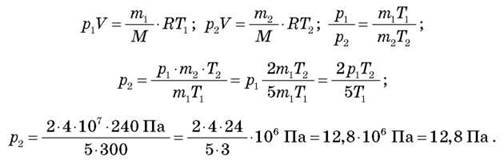 p₁V = m₁/M · RT₁; p₂V = m₂/M · RT₂; p₁/p₂ = m₁T₁/m₂T₂;
p₂ = p₁·m₂·T₂/m₁T₁ = p₁ 2m₁T₂/5m₁T₁ = 2p₁T₂/5T₁;
p₂ = 2·4·10⁷·240 Па/5·300 = 2·4·24/5·3 · 10⁶ Па = 12,8·10⁶ Па = 12,8 Па.